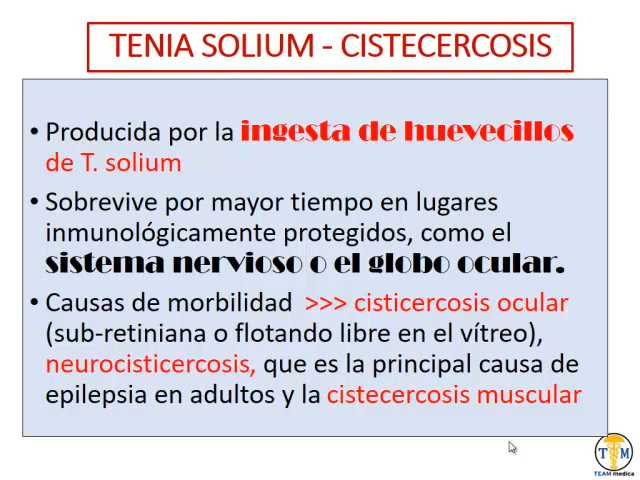 TENIA SOLIUM - CISTECERCOSIS
• Producida por la ingesta de huevecillos
de T. solium
• Sobrevive por mayor tiempo en lugares
inmunológicamente protegidos, como el
sistema nervioso o el globo ocular.
• Causas de morbilidad >>> cisticercosis ocular
(sub-retiniana o flotando libre en el vítreo),
neurocisticercosis, que es la principal causa de
epilepsia en adultos y la cistecercosis muscular
T M
TEAM medica